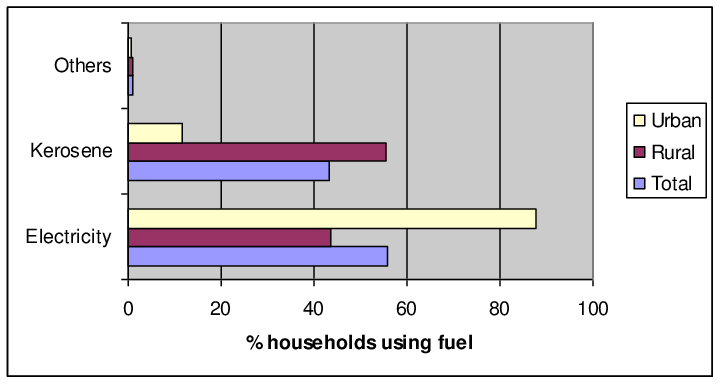 Others
Kerosene
Electricity
0 20 40 60 80 100
% households using fuel
Urban
Rural
Total